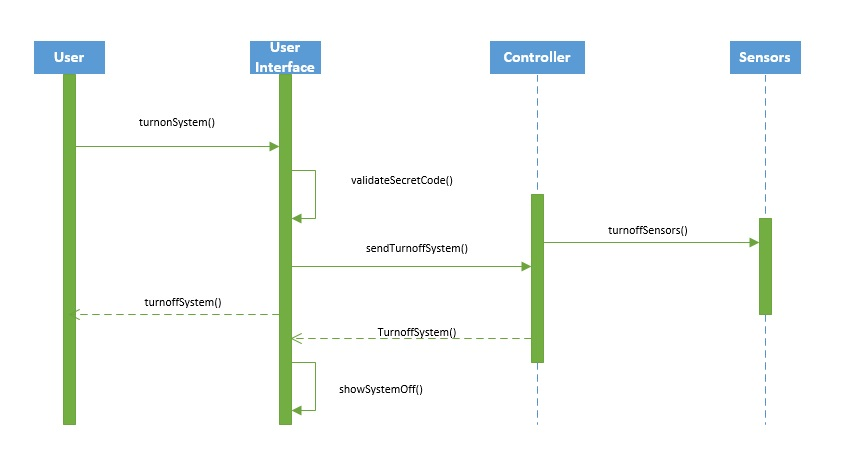 User
User
Interface
Controller
Sensors
turnonSystem()
validateSecretCode()
turnoffSensors()
sendTurnoffSystem()
turnoffSystem()
TurnoffSystem()
showSystemOff()